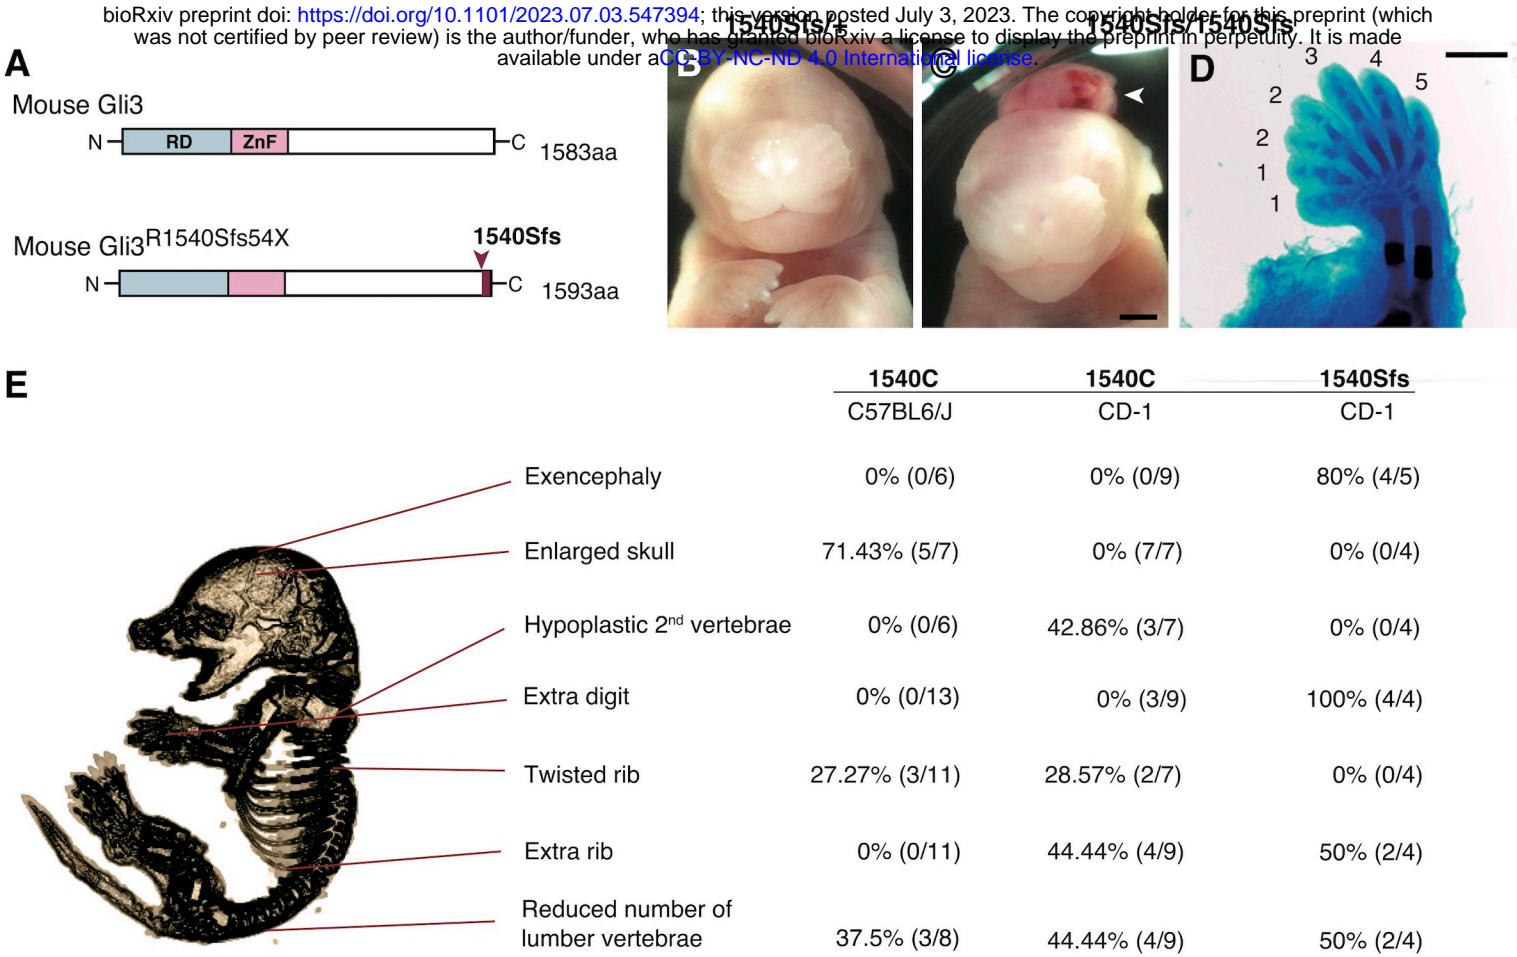 bioRxiv preprint doi: https://doi.org/10.1101/2023.07.03.547394; this version posted July 3, 2023. The copyright holder for this preprint (which
was not certified by peer review) is the author/funder, who has granted bioRxiv a license to display the preprint in perpetuity. It is made
available under aCC-BY-NC-ND 4.0 International license.
1540Sfs/+ 1540Sfs/1540Sfs
A
Mouse Gli3
N RD ZnF C 1583aa
Mouse Gli3R1540Sfs54X 1540Sfs
N C 1593aa
B
C
D
3 4
2 5
2
1
1
E
1540C 1540C 1540Sfs
C57BL6/J CD-1 CD-1
Exencephaly 0% (0/6) 0% (0/9) 80% (4/5)
Enlarged skull 71.43% (5/7) 0% (7/7) 0% (0/4)
Hypoplastic 2nd vertebrae 0% (0/6) 42.86% (3/7) 0% (0/4)
Extra digit 0% (0/13) 0% (3/9) 100% (4/4)
Twisted rib 27.27% (3/11) 28.57% (2/7) 0% (0/4)
Extra rib 0% (0/11) 44.44% (4/9) 50% (2/4)
Reduced number of
lumber vertebrae 37.5% (3/8) 44.44% (4/9) 50% (2/4)